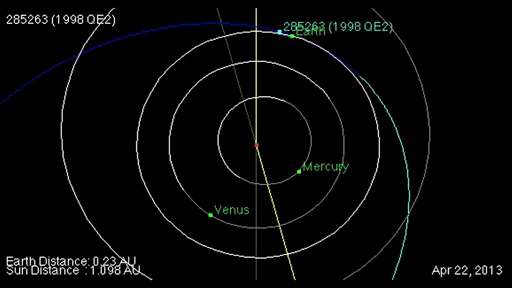 285263 (1998 QE2)
285263 (1998 QE2)
Earth
Mercury
Venus
Earth Distance: 0.23 AU
Sun Distance : 1.098 AU
Apr 22, 2013